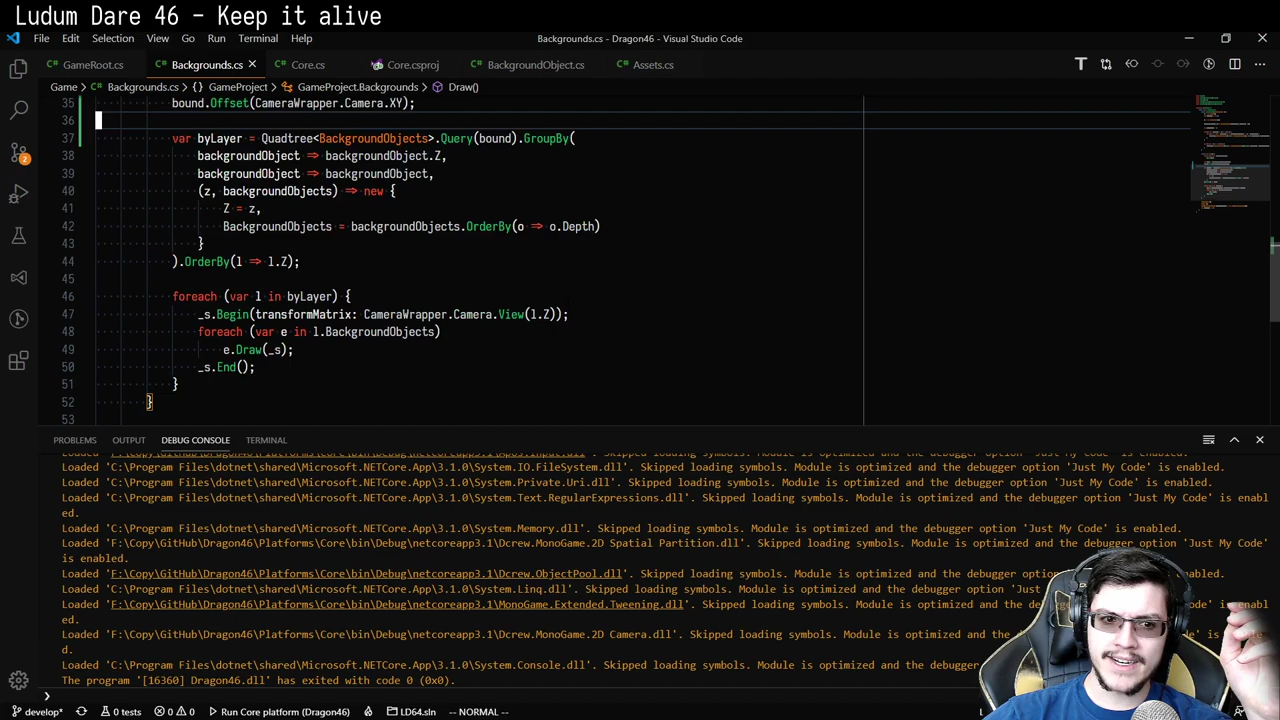 Ludum Dare 46 - Keep it alive
File Edit Selection View Go Run Terminal Help
Backgrounds.cs - Dragon46 - Visual Studio Code
GameRoot.cs Backgrounds.cs Core.cs Core.csproj BackgroundObject.cs Assets.cs
Game > Backgrounds.cs > {} GameProject > GameProject.Backgrounds > Draw()
35 bound.Offset(CameraWrapper.Camera.XY);
36
37 var byLayer = Quadtree<BackgroundObjects>.Query(bound).GroupBy(
38 backgroundObject => backgroundObject.Z,
39 backgroundObject => backgroundObject,
40 (z, backgroundObjects) => new {
41 Z = z,
42 BackgroundObjects = backgroundObjects.OrderBy(o => o.Depth)
43 }
44 ).OrderBy(l => l.Z);
45
46 foreach (var l in byLayer) {
47 _s.Begin(transformMatrix: CameraWrapper.Camera.View(l.Z));
48 foreach (var e in l.BackgroundObjects)
49 e.Draw(_s);
50 _s.End();
51 }
52 }
53
PROBLEMS OUTPUT DEBUG CONSOLE TERMINAL
Loaded 'C:\Program Files\dotnet\shared\Microsoft.NETCore.App\3.1.0\System.IO.FileSystem.dll'. Skipped loading symbols. Module is optimized and the debugger option 'Just My Code' is enabled.
Loaded 'C:\Program Files\dotnet\shared\Microsoft.NETCore.App\3.1.0\System.Private.Uri.dll'. Skipped loading symbols. Module is optimized and the debugger option 'Just My Code' is enabled.
Loaded 'C:\Program Files\dotnet\shared\Microsoft.NETCore.App\3.1.0\System.Text.RegularExpressions.dll'. Skipped loading symbols. Module is optimized and the debugger option 'Just My Code' is enabl
ed.
Loaded 'C:\Program Files\dotnet\shared\Microsoft.NETCore.App\3.1.0\System.Memory.dll'. Skipped loading symbols. Module is optimized and the debugger option 'Just My Code' is enabled.
Loaded 'F:\Copy\GitHub\Dragon46\Platforms\Core\bin\Debug\netcoreapp3.1\Dcrew.MonoGame.2D Spatial Partition.dll'. Skipped loading symbols. Module is optimized and the debugger option 'Just My Code'
is enabled.
Loaded 'F:\Copy\GitHub\Dragon46\Platforms\Core\bin\Debug\netcoreapp3.1\Dcrew.ObjectPool.dll'. Skipped loading symbols. Module is optimized and the debugger option 'Just My Code' is enabled.
Loaded 'C:\Program Files\dotnet\shared\Microsoft.NETCore.App\3.1.0\System.Linq.dll'. Skipped loading symbols. Module is optimized and the debugger option 'Just
Loaded 'F:\Copy\GitHub\Dragon46\Platforms\Core\bin\Debug\netcoreapp3.1\MonoGame.Extended.Tweening.dll'. Skipped loading symbols. Module is optimized and the de enabl
ed.
Loaded 'F:\Copy\GitHub\Dragon46\Platforms\Core\bin\Debug\netcoreapp3.1\Dcrew.MonoGame.2D Camera.dll'. Skipped loading symbols. Module is optimized and the debu
d.
Loaded 'C:\Program Files\dotnet\shared\Microsoft.NETCore.App\3.1.0\System.Console.dll'. Skipped loading symbols. Module is optimized and the debugger option
The program '[16360] Dragon46.dll' has exited with code 0 (0x0).
develop* 0 tests 0 0 Run Core platform (Dragon46) LD64.sln -- NORMAL --